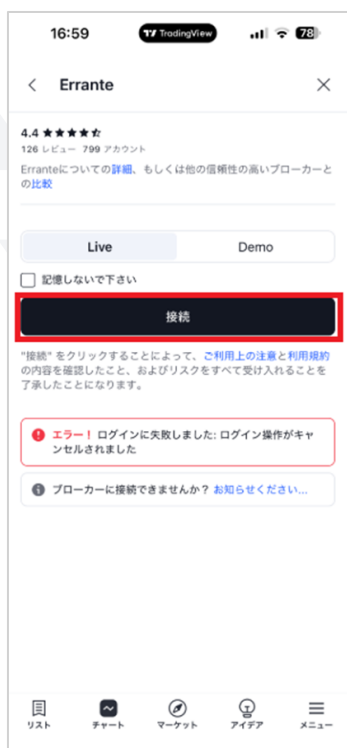 16:59
TradingView
78
Errante
4.4 ★★★★☆
126 レビュー 799 アカウント
Erranteについての詳細、もしくは他の信頼性の高いブローカーと
の比較
Live Demo
記憶しないで下さい
接続
"接続" をクリックすることによって、ご利用上の注意と利用規約
の内容を確認したこと、およびリスクをすべて受け入れることを
了承したことになります。
エラー! ログインに失敗しました: ログイン操作がキャ
ンセルされました
ブローカーに接続できませんか? お知らせください...
リスト チャート マーケット アイデア メニュー